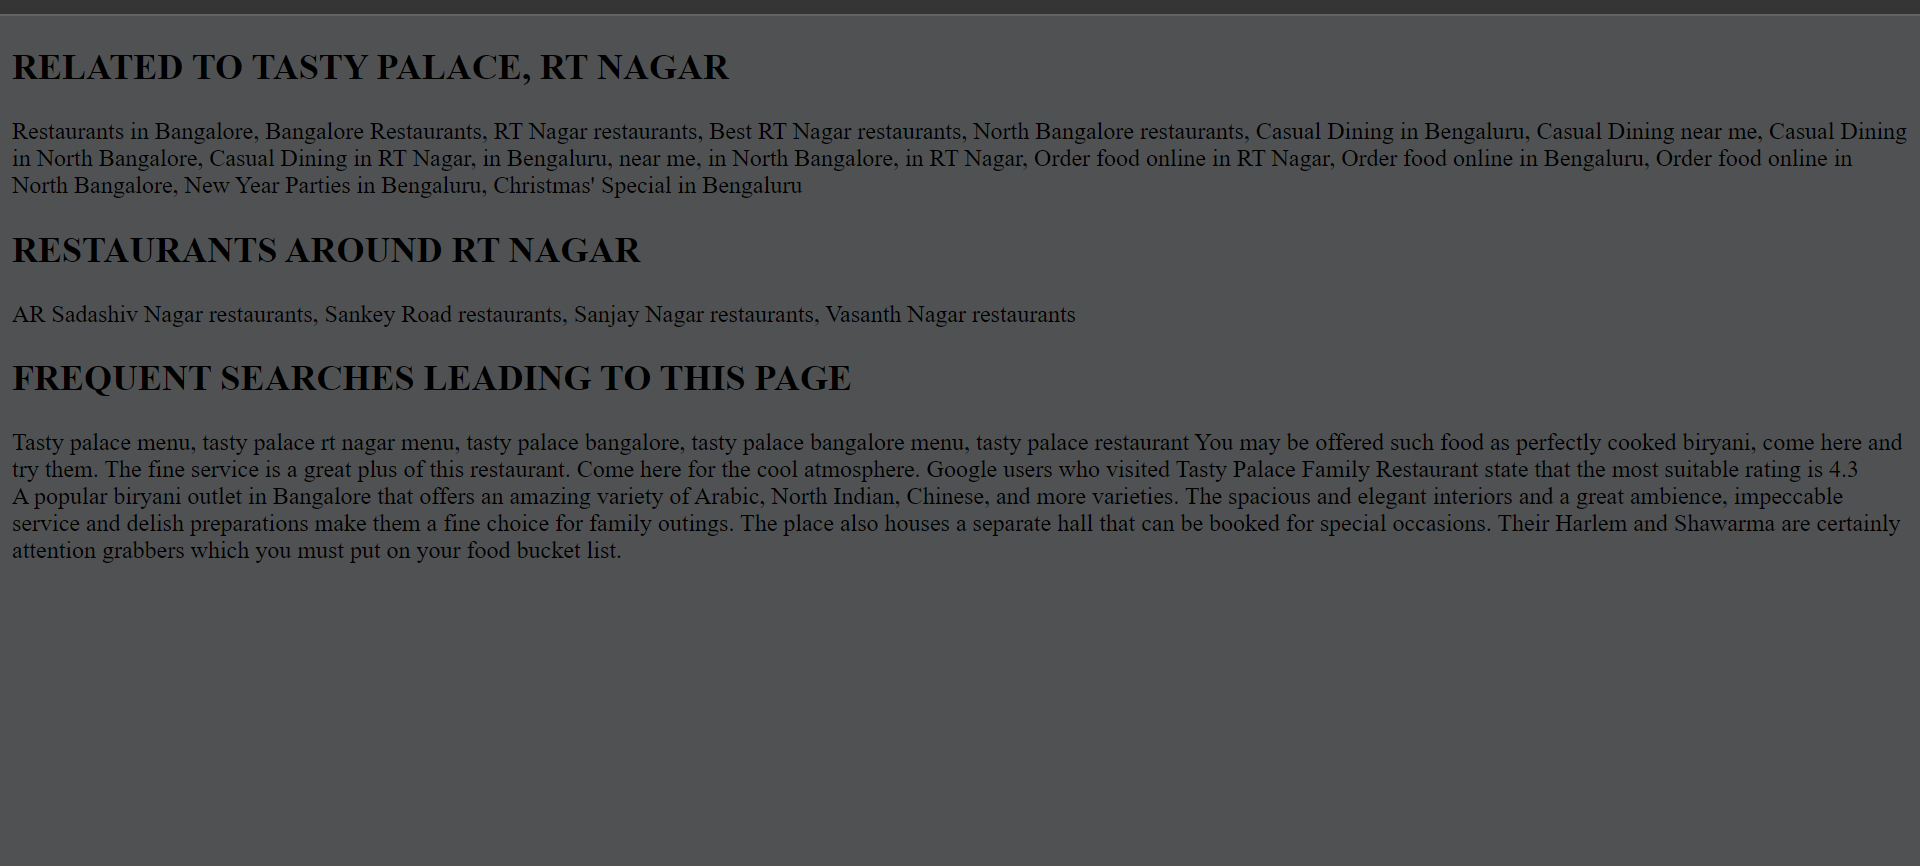 RELATED TO TASTY PALACE, RT NAGAR
Restaurants in Bangalore, Bangalore Restaurants, RT Nagar restaurants, Best RT Nagar restaurants, North Bangalore restaurants, Casual Dining in Bengaluru, Casual Dining near me, Casual Dining
in North Bangalore, Casual Dining in RT Nagar, in Bengaluru, near me, in North Bangalore, in RT Nagar, Order food online in RT Nagar, Order food online in Bengaluru, Order food online in
North Bangalore, New Year Parties in Bengaluru, Christmas' Special in Bengaluru
RESTAURANTS AROUND RT NAGAR
AR Sadashiv Nagar restaurants, Sankey Road restaurants, Sanjay Nagar restaurants, Vasanth Nagar restaurants
FREQUENT SEARCHES LEADING TO THIS PAGE
Tasty palace menu, tasty palace rt nagar menu, tasty palace bangalore, tasty palace bangalore menu, tasty palace restaurant You may be offered such food as perfectly cooked biryani, come here and
try them. The fine service is a great plus of this restaurant. Come here for the cool atmosphere. Google users who visited Tasty Palace Family Restaurant state that the most suitable rating is 4.3
A popular biryani outlet in Bangalore that offers an amazing variety of Arabic, North Indian, Chinese, and more varieties. The spacious and elegant interiors and a great ambience, impeccable
service and delish preparations make them a fine choice for family outings. The place also houses a separate hall that can be booked for special occasions. Their Harlem and Shawarma are certainly
attention grabbers which you must put on your food bucket list.